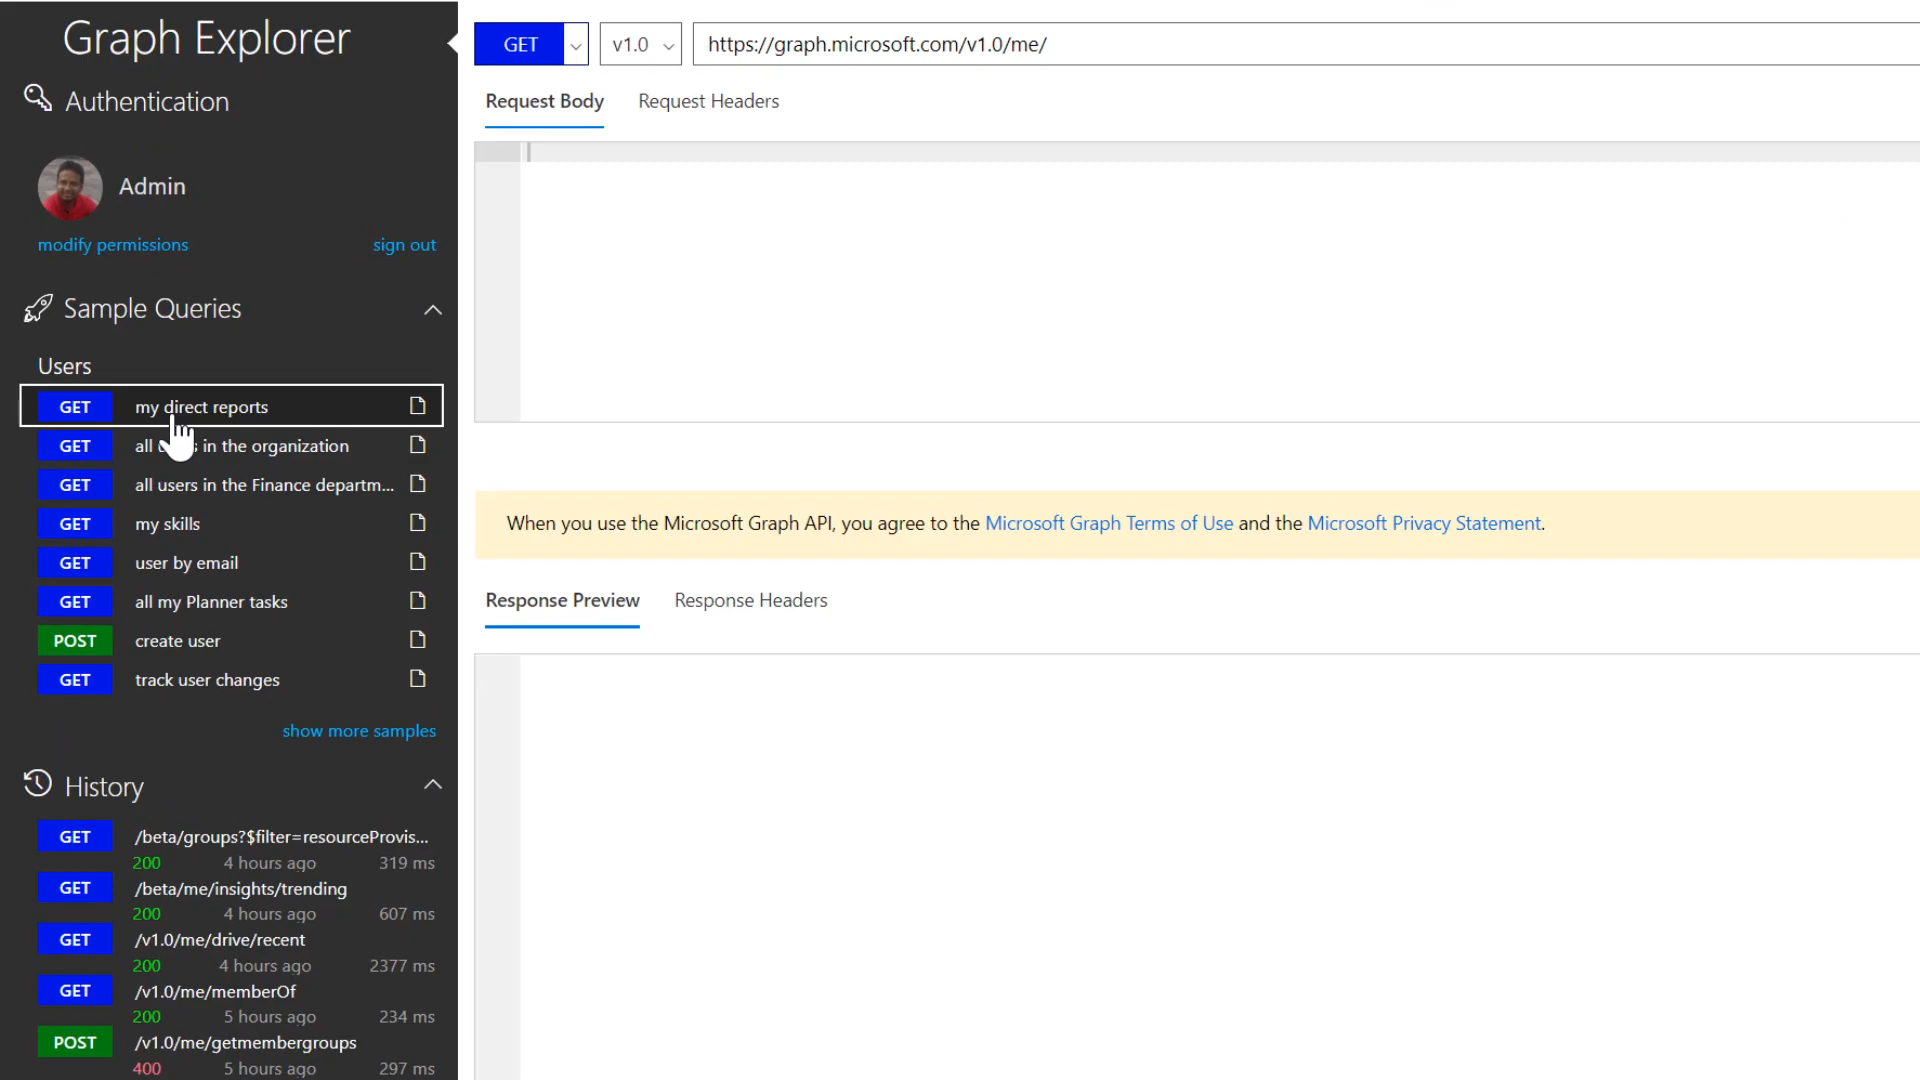 Graph Explorer
Authentication
Admin
modify permissions
sign out
Sample Queries
Users
GET my direct reports
GET all in the organization
GET all users in the Finance departm...
GET my skills
GET user by email
GET all my Planner tasks
POST create user
GET track user changes
show more samples
History
GET /beta/groups?$filter=resourceProvis...
200 4 hours ago 319 ms
GET /beta/me/insights/trending
200 4 hours ago 607 ms
GET /v1.0/me/drive/recent
200 4 hours ago 2377 ms
GET /v1.0/me/memberOf
200 5 hours ago 234 ms
POST /v1.0/me/getmembergroups
400 5 hours ago 297 ms
GET v1.0 https://graph.microsoft.com/v1.0/me/
Request Body Request Headers
When you use the Microsoft Graph API, you agree to the Microsoft Graph Terms of Use and the Microsoft Privacy Statement.
Response Preview Response Headers